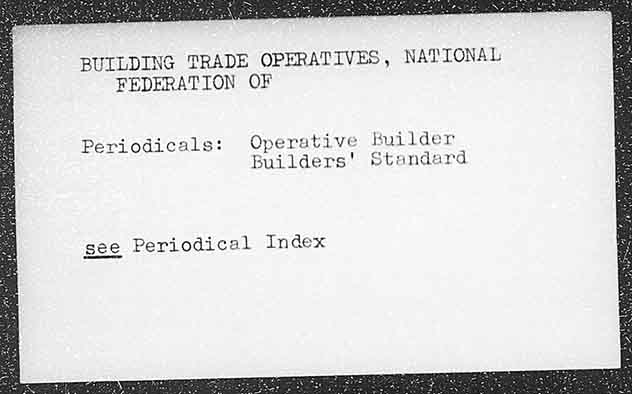 BUILDING TRADE OPERATIVES, NATIONAL
FEDERATION OF
Periodicals: Operative Builder
Builders' Standard
see Periodical Index